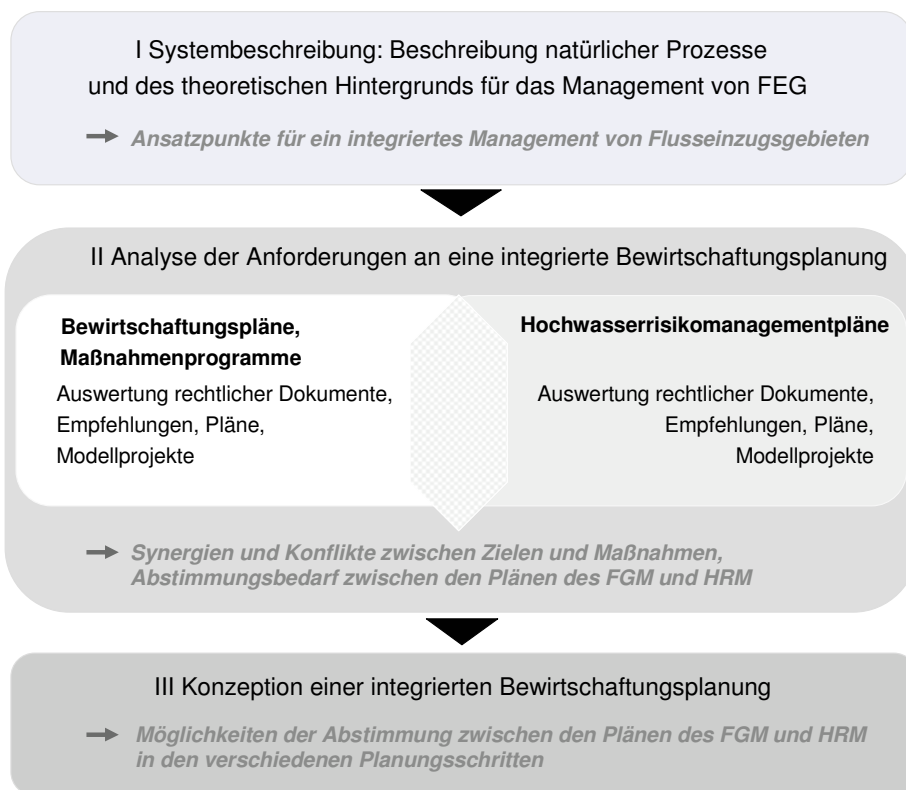 I Systembeschreibung: Beschreibung natürlicher Prozesse
und des theoretischen Hintergrunds für das Management von FEG
Ansatzpunkte für ein integriertes Management von Flusseinzugsgebieten
II Analyse der Anforderungen an eine integrierte Bewirtschaftungsplanung
Bewirtschaftungspläne,
Maßnahmenprogramme
Auswertung rechtlicher Dokumente,
Empfehlungen, Pläne,
Modellprojekte
Hochwasserrisikomanagementpläne
Auswertung rechtlicher Dokumente,
Empfehlungen, Pläne,
Modellprojekte
Synergien und Konflikte zwischen Zielen und Maßnahmen,
Abstimmungsbedarf zwischen den Plänen des FGM und HRM
III Konzeption einer integrierten Bewirtschaftungsplanung
Möglichkeiten der Abstimmung zwischen den Plänen des FGM und HRM
in den verschiedenen Planungsschritten